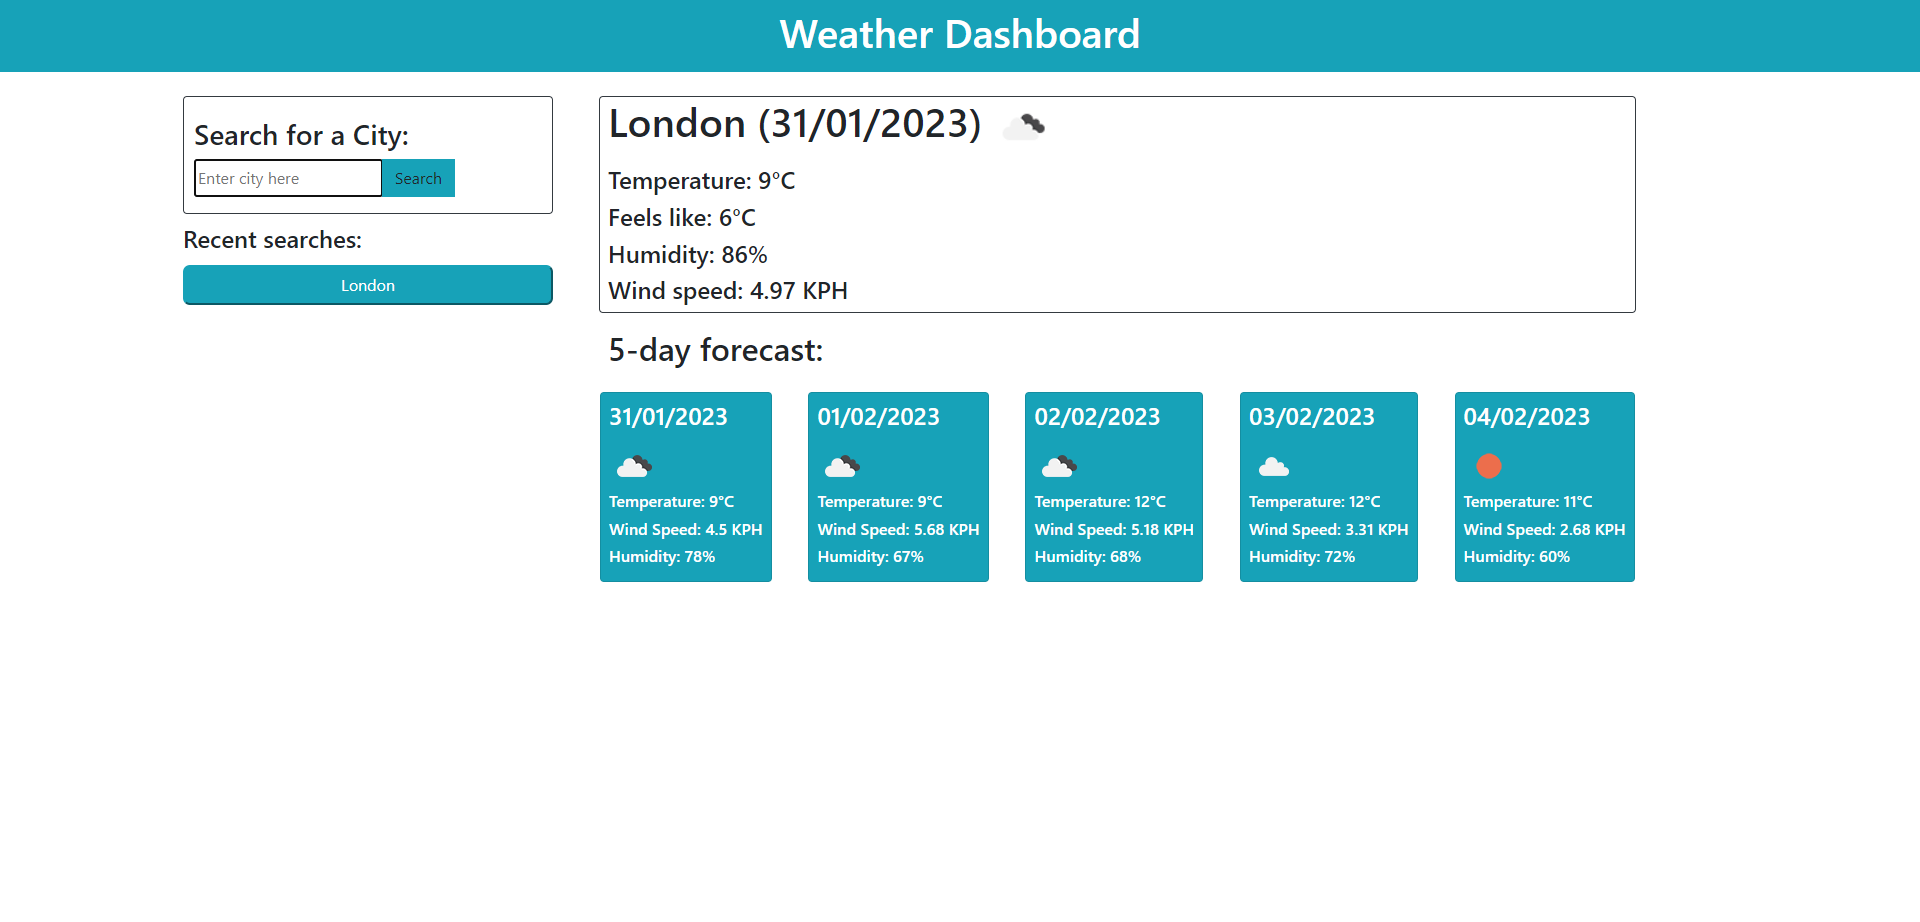 Weather Dashboard
Search for a City:
Enter city here
Search
Recent searches:
London
London (31/01/2023)
Temperature: 9°C
Feels like: 6°C
Humidity: 86%
Wind speed: 4.97 KPH
5-day forecast:
31/01/2023
Temperature: 9°C
Wind Speed: 4.5 KPH
Humidity: 78%
01/02/2023
Temperature: 9°C
Wind Speed: 5.68 KPH
Humidity: 67%
02/02/2023
Temperature: 12°C
Wind Speed: 5.18 KPH
Humidity: 68%
03/02/2023
Temperature: 12°C
Wind Speed: 3.31 KPH
Humidity: 72%
04/02/2023
Temperature: 11°C
Wind Speed: 2.68 KPH
Humidity: 60%